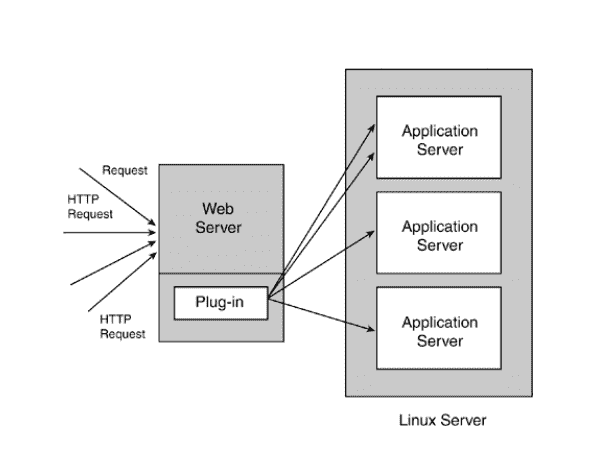 Request
HTTP
Request
HTTP
Request
Web
Server
Plug-in
Application
Server
Application
Server
Application
Server
Linux Server